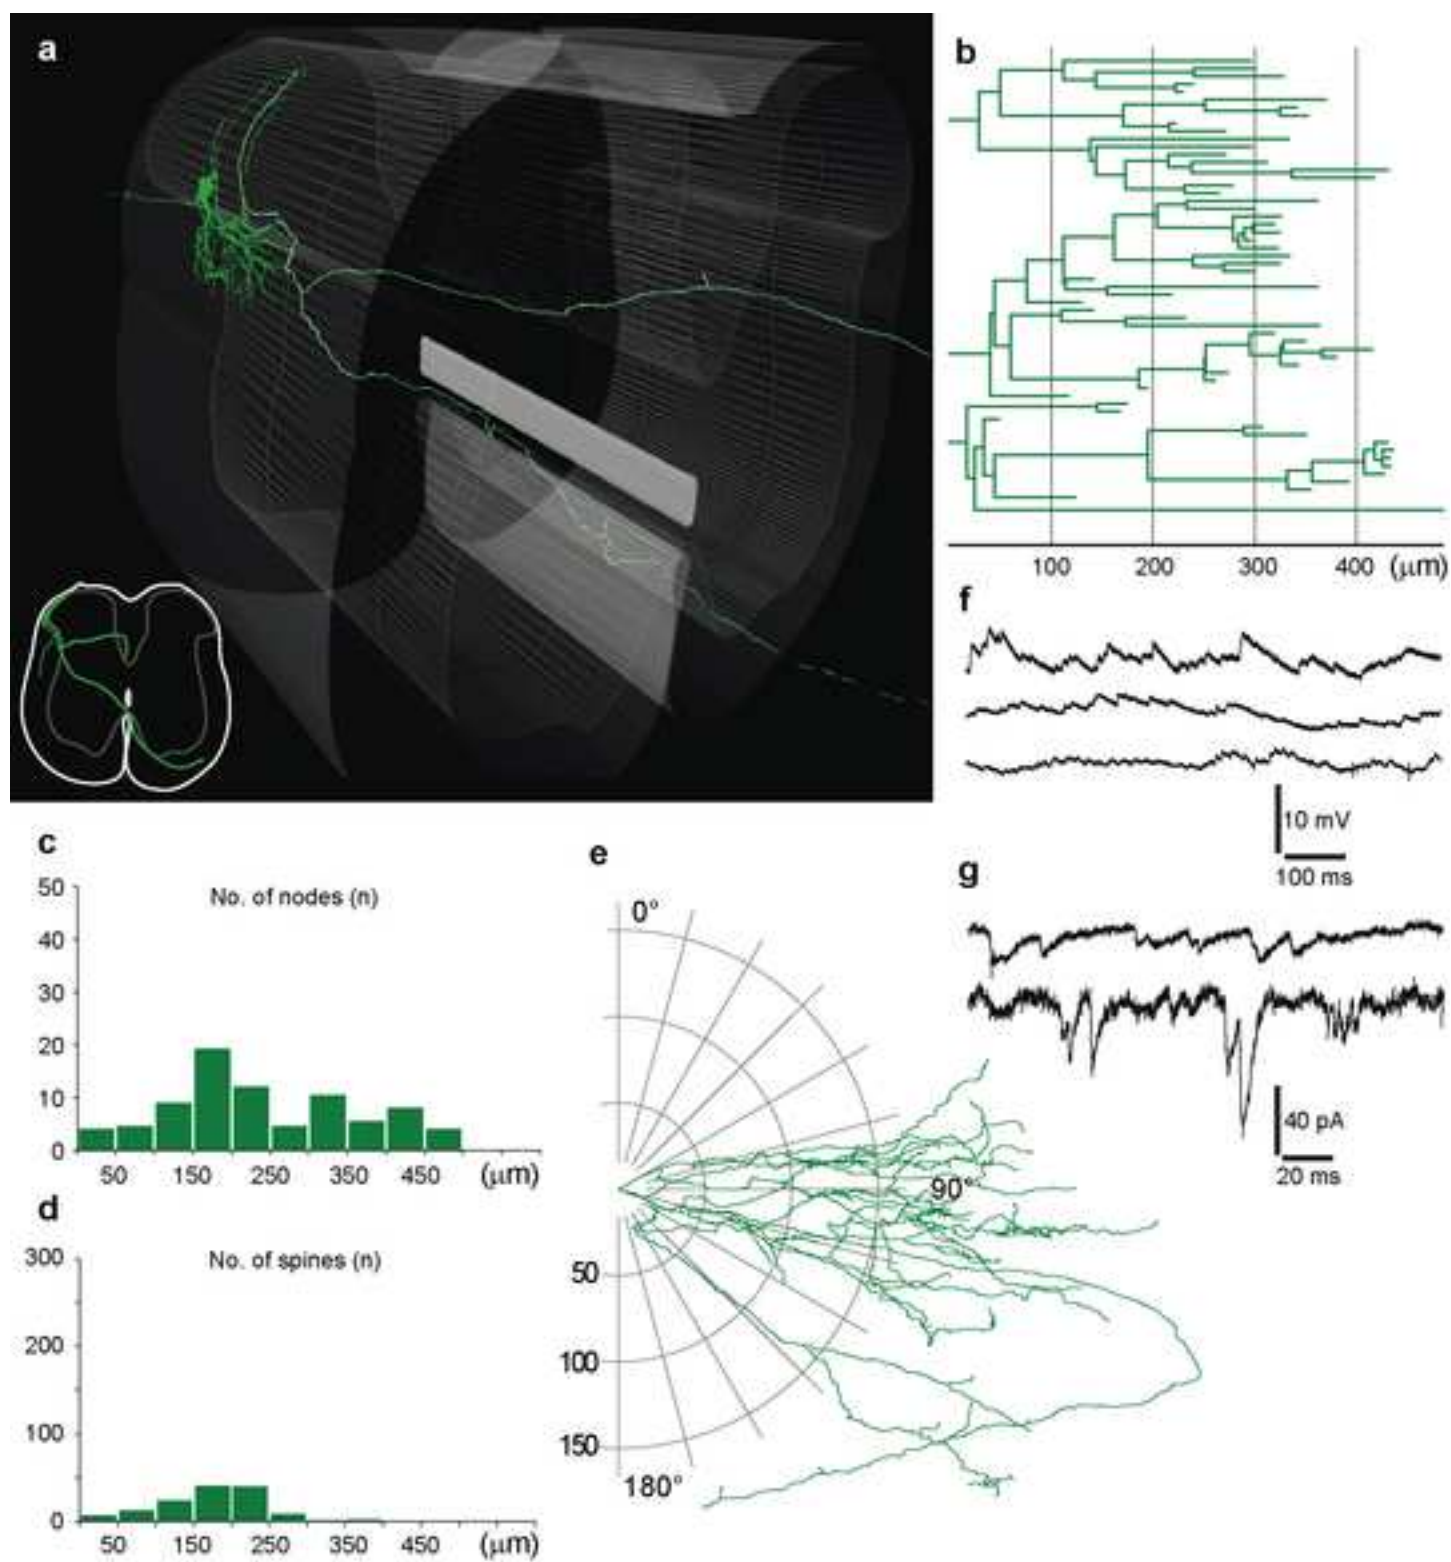 a
b
100 200 300 400 (μm)
f
10 mV
100 ms
c
No. of nodes (n)
50
40
30
20
10
0
50 150 250 350 450 (μm)
d
No. of spines (n)
300
200
100
0
50 150 250 350 450 (μm)
e
0°
90°
50
100
150
180°
g
40 pA
20 ms